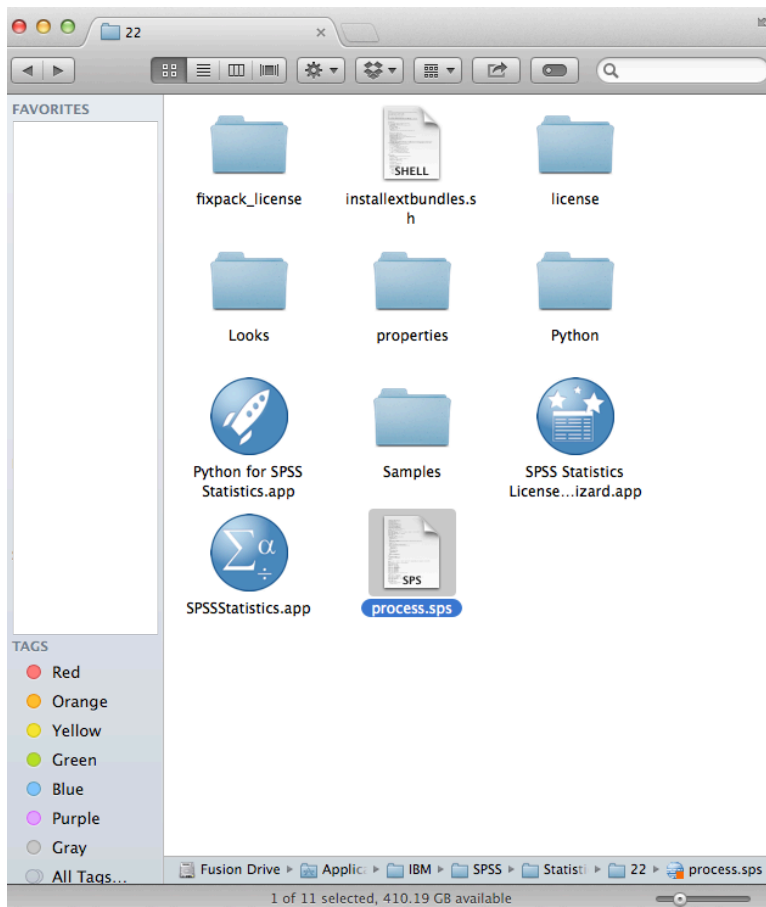 22
FAVORITES
SHELL
fixpack_license
installextbundles.s
h
license
Looks
properties
Python
Python for SPSS
Statistics.app
Samples
SPSS Statistics
License...izard.app
Σα
÷
SPS
SPSSStatistics.app
process.sps
TAGS
Red
Orange
Yellow
Green
Blue
Purple
Gray
All Tags...
Fusion Drive ▸ Applic ▸ IBM ▸ SPSS ▸ Statisti ▸ 22 ▸ process.sps
1 of 11 selected, 410.19 GB available